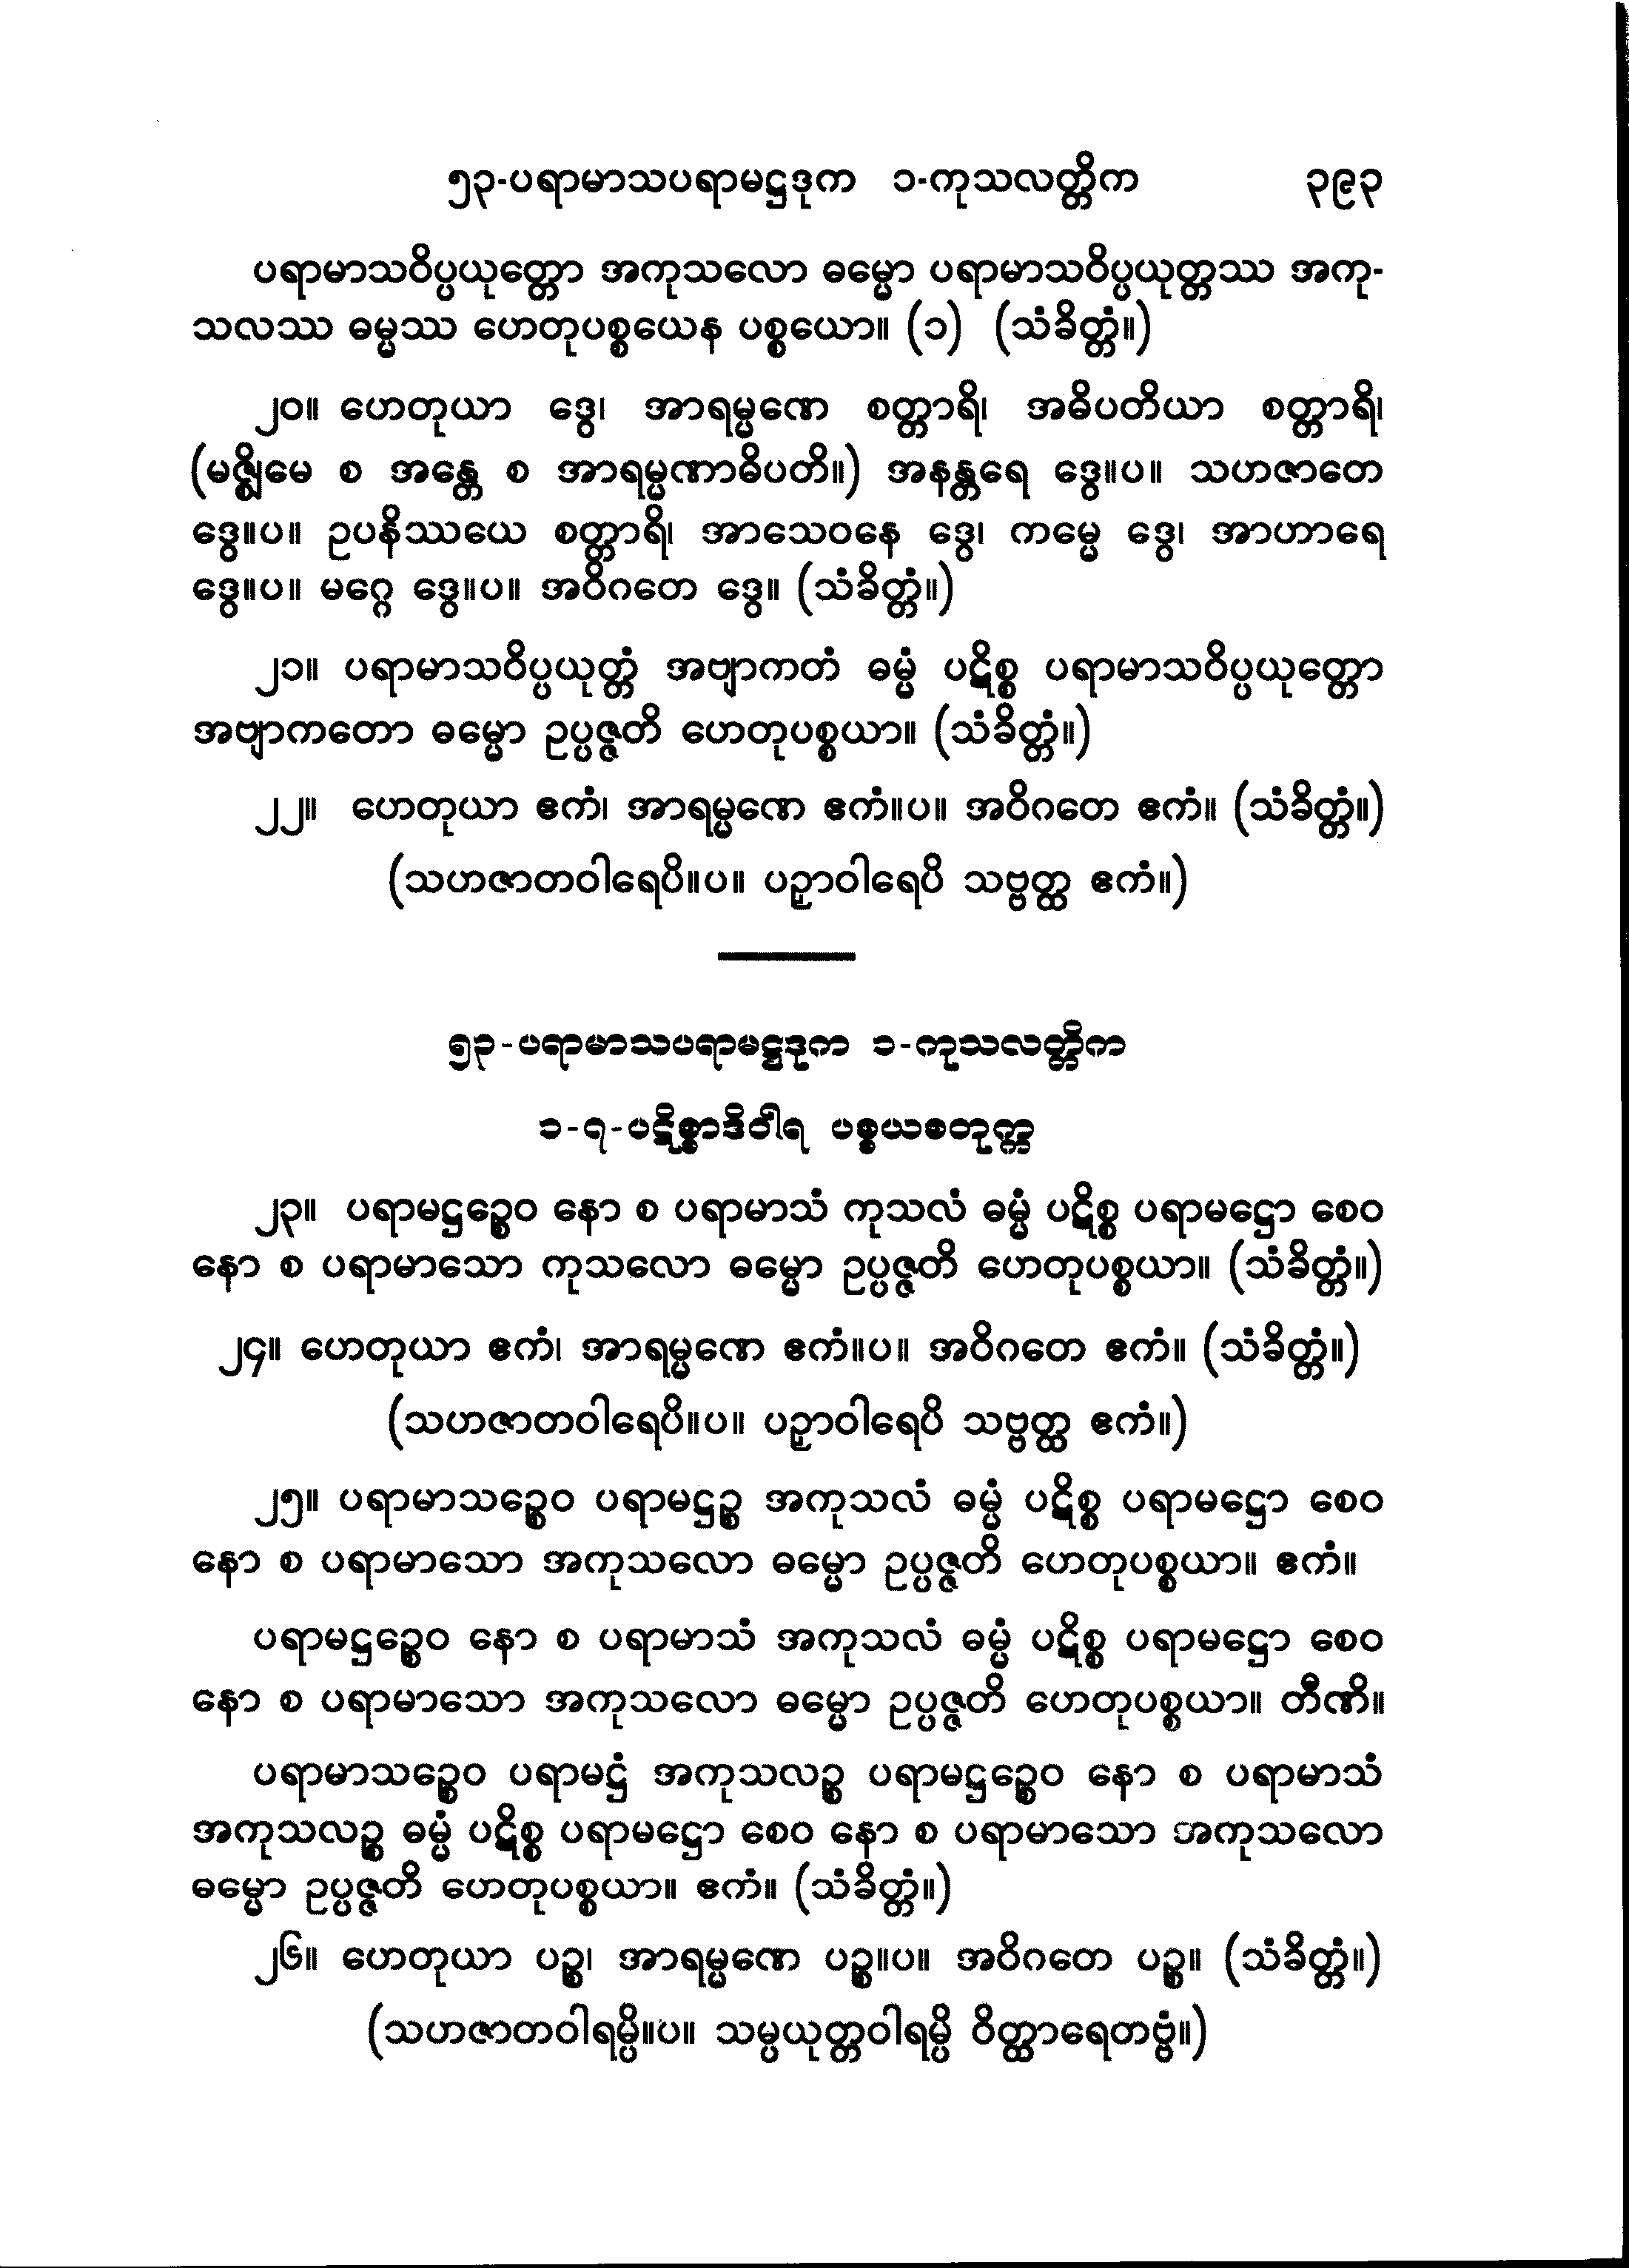 ၅၃-ပရာမာသပရာမဋ္ဌဒုက ၁-ကုသလတ္တိက ၃၉၃
ပရာမာသဝိပ္ပယုတ္တော အကုသလော ဓမ္မော ပရာမာသဝိပ္ပယုတ္တဿ အကု-
သလဿ ဓမ္မဿ ဟေတုပစ္စယေန ပစ္စယော။ (၁) (သံခိတ္တံ။)
၂၀။ ဟေတုယာ ဒွေ၊ အာရမ္မဏေ စတ္တာရိ၊ အဓိပတိယာ စတ္တာရိ၊
(မဇ္ဈိမေ စ အန္တေ စ အာရမ္မဏာဓိပတိ။) အနန္တရေ ဒွေ။ပ။ သဟဇာတေ
ဒွေ။ပ။ ဥပနိဿယေ စတ္တာရိ၊ အာသေဝနေ ဒွေ၊ ကမ္မေ ဒွေ၊ အာဟာရေ
ဒွေ။ပ။ မဂ္ဂေ ဒွေ။ပ။ အဝိဂတေ ဒွေ။ (သံခိတ္တံ။)
၂၁။ ပရာမာသဝိပ္ပယုတ္တံ အဗျာကတံ ဓမ္မံ ပဋိစ္စ ပရာမာသဝိပ္ပယုတ္တော
အဗျာကတော ဓမ္မော ဥပ္ပဇ္ဇတိ ဟေတုပစ္စယာ။ (သံခိတ္တံ။)
၂၂။ ဟေတုယာ ဧကံ၊ အာရမ္မဏေ ဧကံ။ပ။ အဝိဂတေ ဧကံ။ (သံခိတ္တံ။)
(သဟဇာတဝါရေပိ။ပ။ ပဉှာဝါရေပိ သဗ္ဗတ္ထ ဧကံ။)
၅၃-ပရာမာသပရာမဋ္ဌဒုက ၁-ကုသလတ္တိက
၁-၇-ပဋိစ္စာဒိဝါရ ပစ္စယစတုက္က
၂၃။ ပရာမဋ္ဌဉ္စေဝ နော စ ပရာမာသံ ကုသလံ ဓမ္မံ ပဋိစ္စ ပရာမဋ္ဌော စေဝ
နော စ ပရာမာသော ကုသလော ဓမ္မော ဥပ္ပဇ္ဇတိ ဟေတုပစ္စယာ။ (သံခိတ္တံ။)
၂၄။ ဟေတုယာ ဧကံ၊ အာရမ္မဏေ ဧကံ။ပ။ အဝိဂတေ ဧကံ။ (သံခိတ္တံ။)
(သဟဇာတဝါရေပိ။ပ။ ပဉှာဝါရေပိ သဗ္ဗတ္ထ ဧကံ။)
၂၅။ ပရာမာသဉ္စေဝ ပရာမဋ္ဌဉ္စ အကုသလံ ဓမ္မံ ပဋိစ္စ ပရာမဋ္ဌော စေဝ
နော စ ပရာမာသော အကုသလော ဓမ္မော ဥပ္ပဇ္ဇတိ ဟေတုပစ္စယာ။ ဧကံ။
ပရာမဋ္ဌဉ္စေဝ နော စ ပရာမာသံ အကုသလံ ဓမ္မံ ပဋိစ္စ ပရာမဋ္ဌော စေဝ
နော စ ပရာမာသော အကုသလော ဓမ္မော ဥပ္ပဇ္ဇတိ ဟေတုပစ္စယာ။ တီဏိ။
ပရာမာသဉ္စေဝ ပရာမဋ္ဌံ အကုသလဉ္စ ပရာမဋ္ဌဉ္စေဝ နော စ ပရာမာသံ
အကုသလဉ္စ ဓမ္မံ ပဋိစ္စ ပရာမဋ္ဌော စေဝ နော စ ပရာမာသော အကုသလော
ဓမ္မော ဥပ္ပဇ္ဇတိ ဟေတုပစ္စယာ။ ဧကံ။ (သံခိတ္တံ။)
၂၆။ ဟေတုယာ ပဉ္စ၊ အာရမ္မဏေ ပဉ္စ။ပ။ အဝိဂတေ ပဉ္စ။ (သံခိတ္တံ။)
(သဟဇာတဝါရမ္ပိ။ပ။ သမ္ပယုတ္တဝါရမ္ပိ ဝိတ္ထာရေတဗ္ဗံ။)